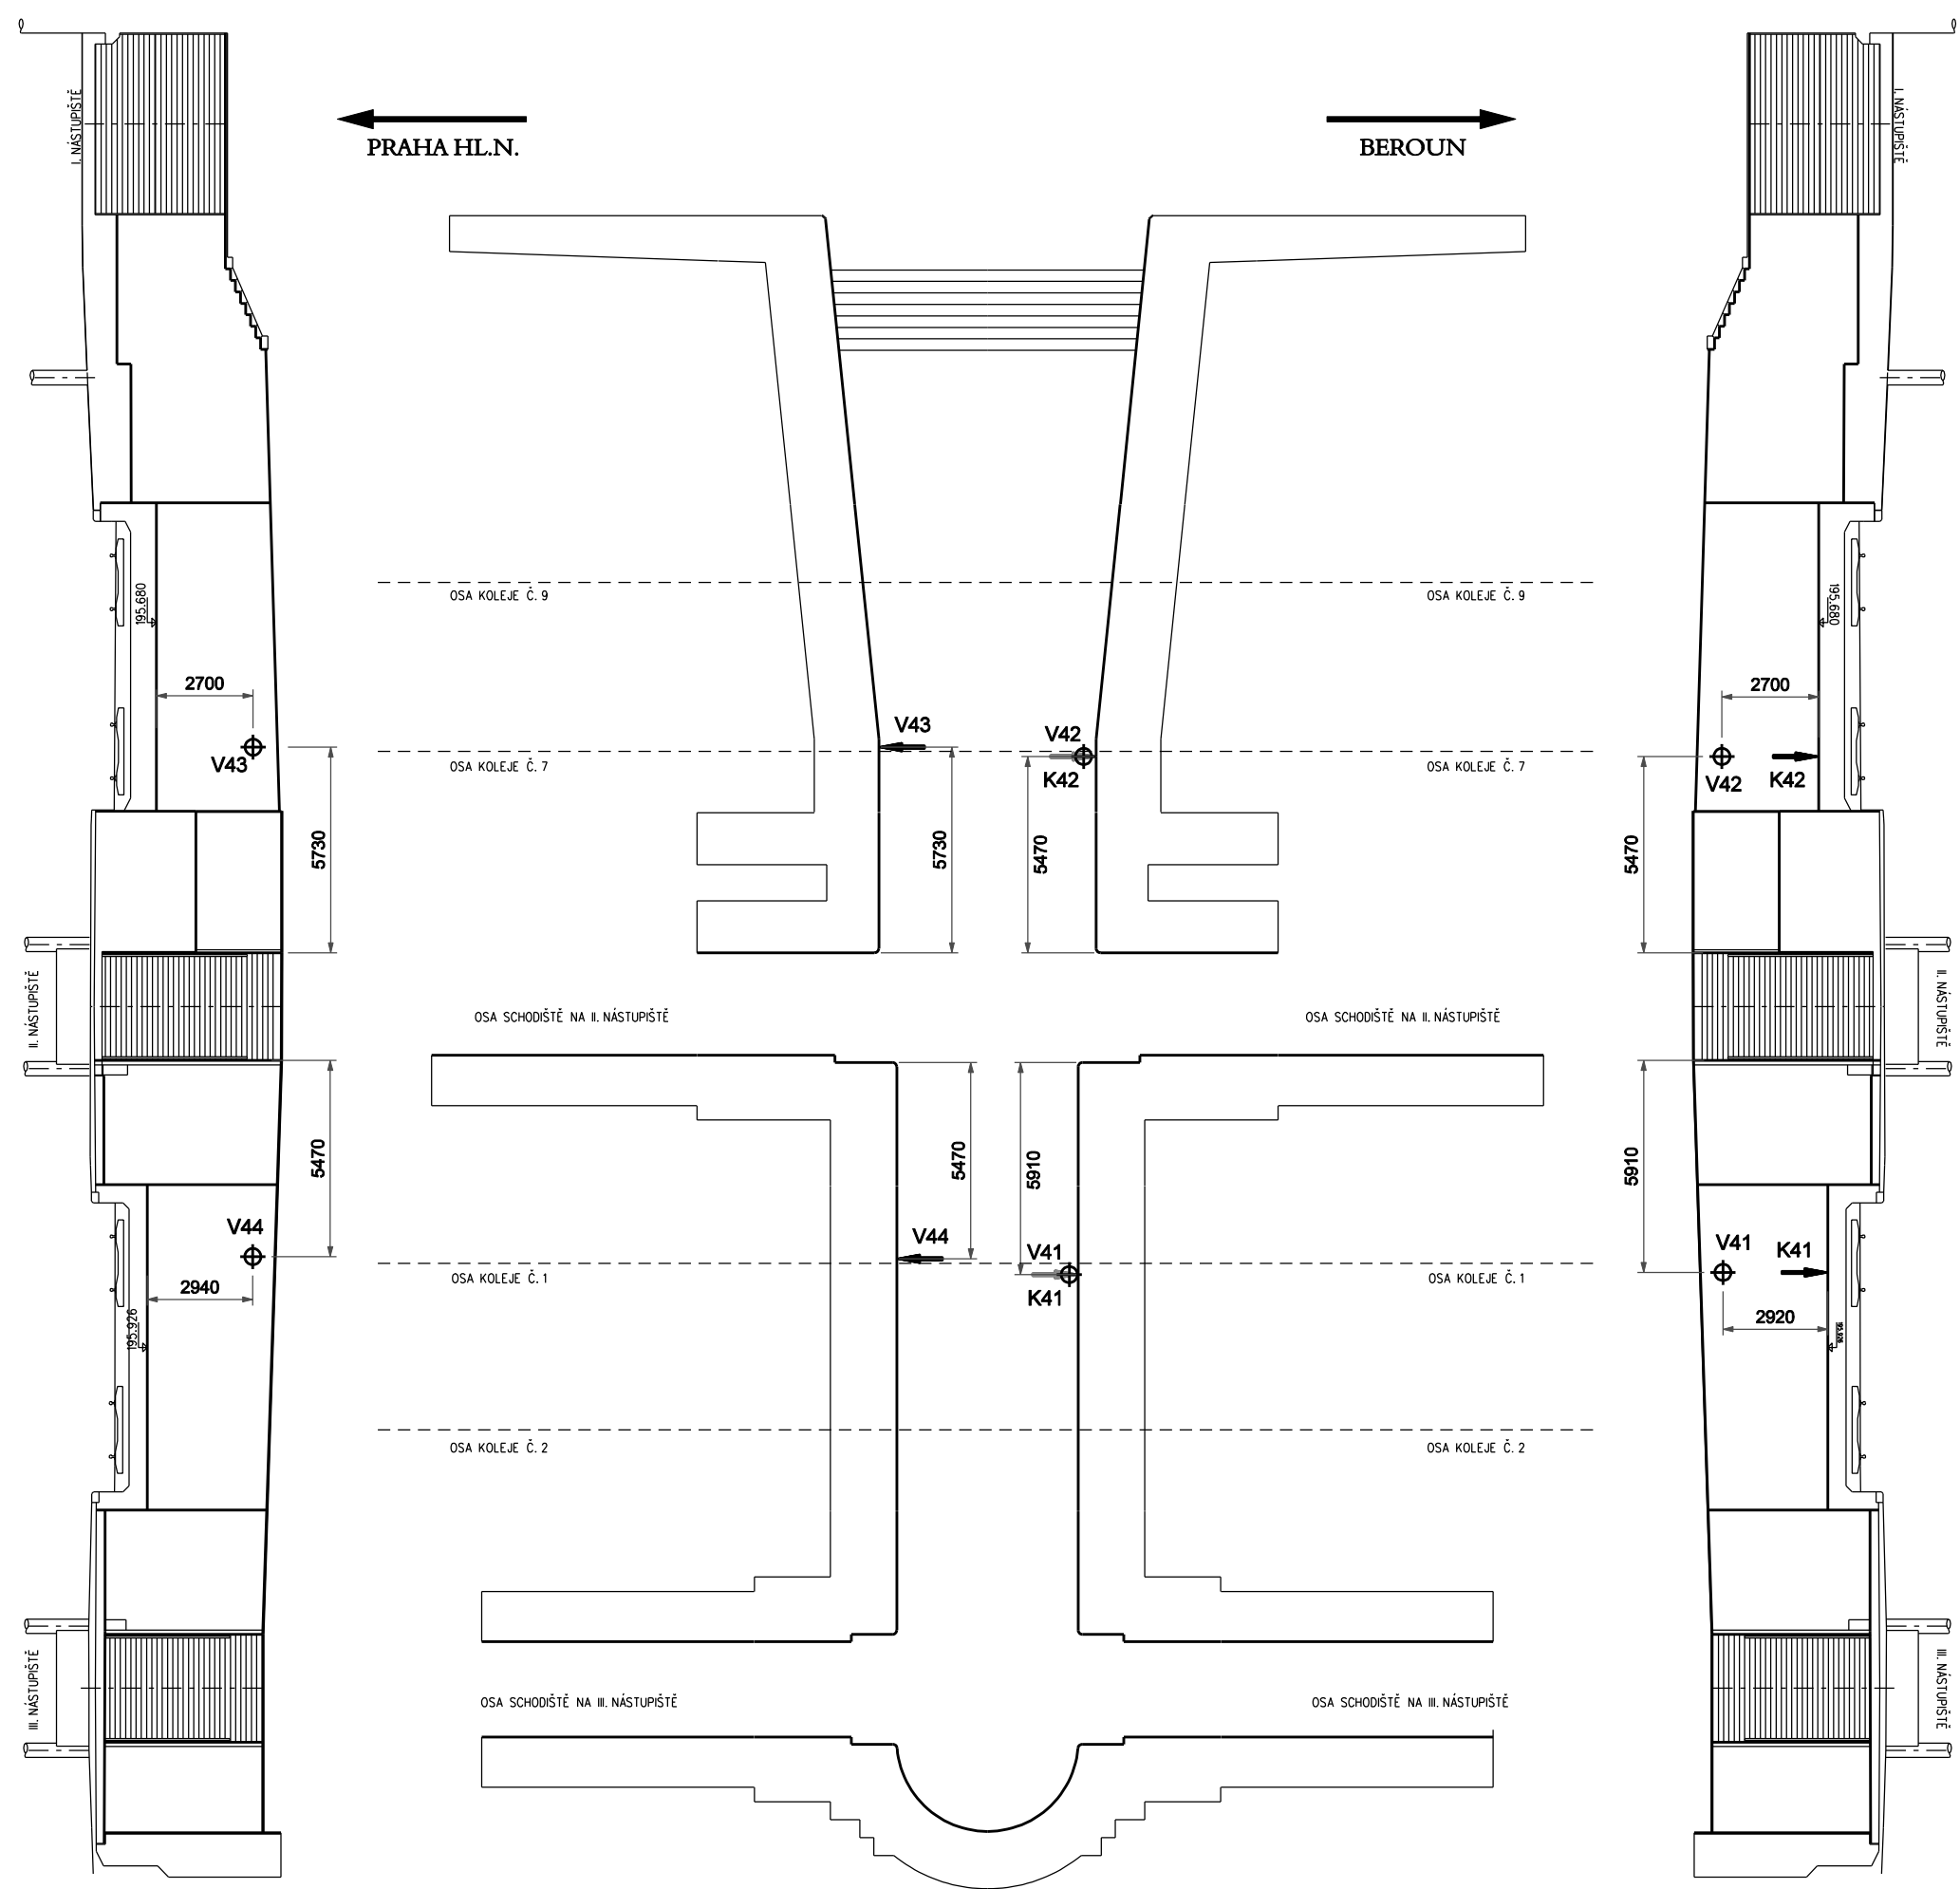 I. NÁSTUPIŠTĚ
I. NÁSTUPIŠTĚ
PRAHA HL.N.
BEROUN
OSA KOLEJE Č. 9
OSA KOLEJE Č. 9
195.680
195.680
2700
2700
V43
V42
V43
OSA KOLEJE Č. 7
K42
OSA KOLEJE Č. 7
V42
K42
5730
5730
5470
5470
II. NÁSTUPIŠTĚ
OSA SCHODIŠTĚ NA II. NÁSTUPIŠTĚ
OSA SCHODIŠTĚ NA II. NÁSTUPIŠTĚ
II. NÁSTUPIŠTĚ
5470
5470
5910
5910
V44
V44
V41
V41
K41
OSA KOLEJE Č. 1
K41
OSA KOLEJE Č. 1
2940
2920
195.926
195.926
OSA KOLEJE Č. 2
OSA KOLEJE Č. 2
III. NÁSTUPIŠTĚ
OSA SCHODIŠTĚ NA III. NÁSTUPIŠTĚ
OSA SCHODIŠTĚ NA III. NÁSTUPIŠTĚ
III. NÁSTUPIŠTĚ